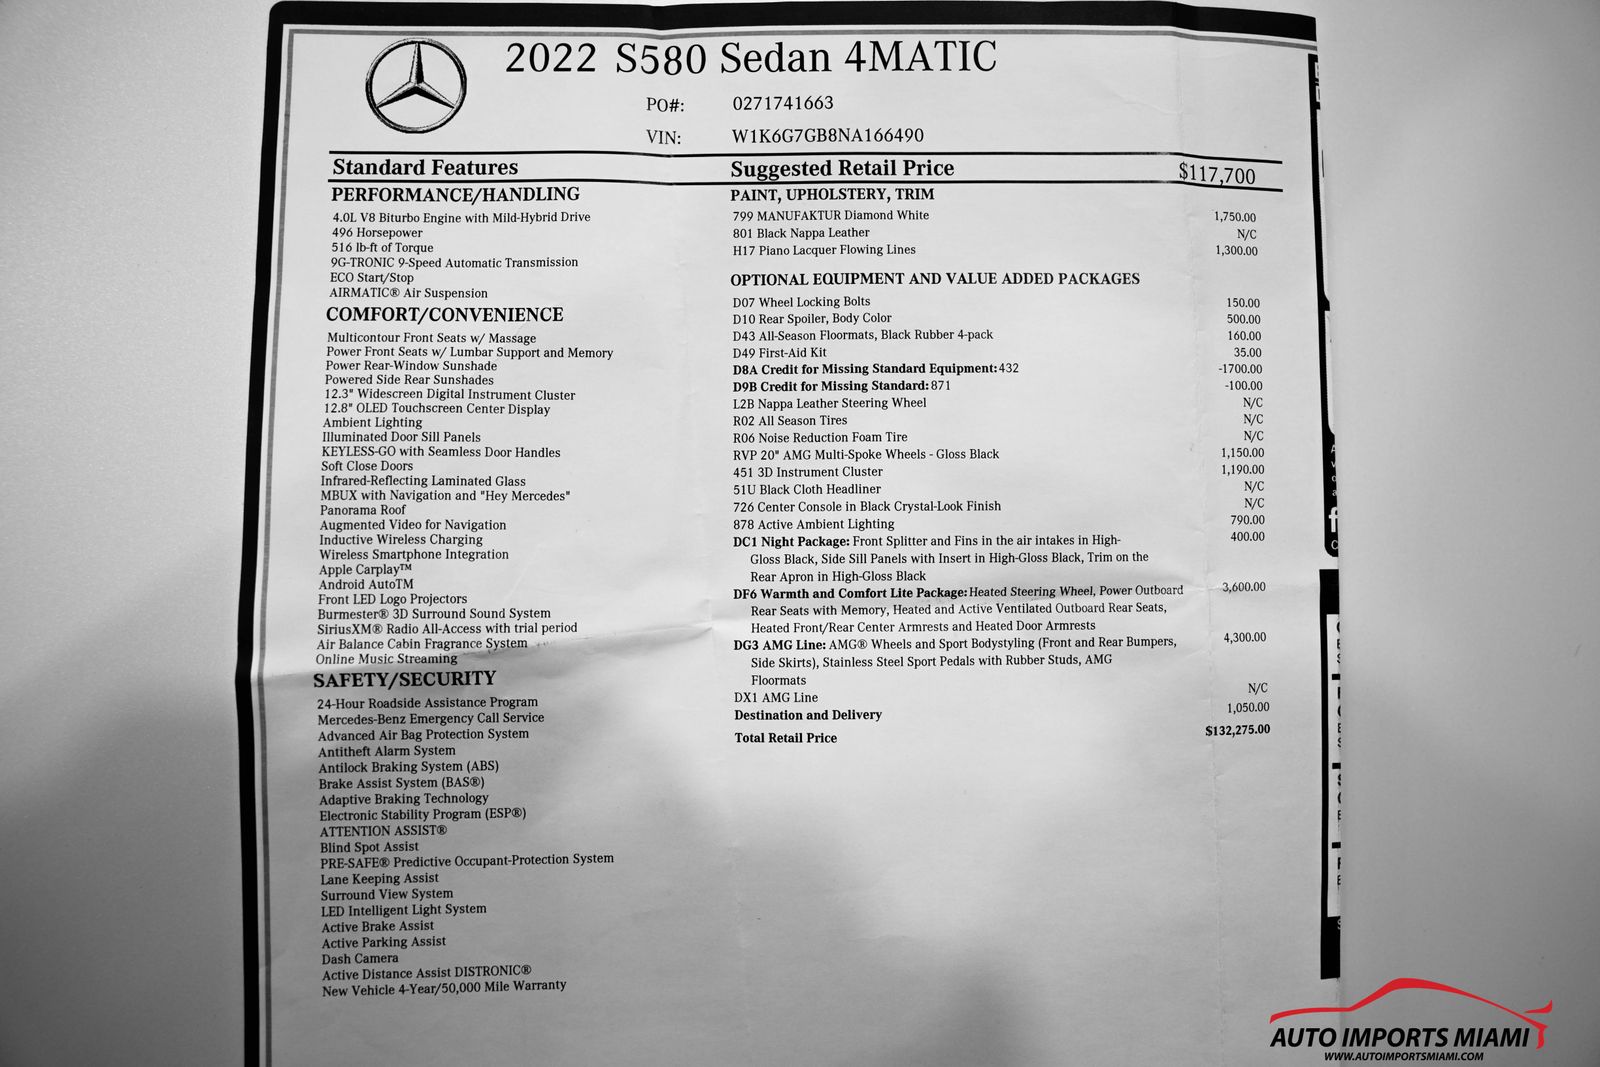 2022 S580 Sedan 4MATIC
PO#: 0271741663
VIN: W1K6G7GB8NA166490
Standard Features
PERFORMANCE/HANDLING
4.0L V8 Biturbo Engine with Mild-Hybrid Drive
496 Horsepower
516 lb-ft of Torque
9G-TRONIC 9-Speed Automatic Transmission
ECO Start/Stop
AIRMATIC® Air Suspension
COMFORT/CONVENIENCE
Multicontour Front Seats w/ Massage
Power Front Seats w/ Lumbar Support and Memory
Power Rear-Window Sunshade
Powered Side Rear Sunshades
12.3" Widescreen Digital Instrument Cluster
12.8" OLED Touchscreen Center Display
Ambient Lighting
Illuminated Door Sill Panels
KEYLESS-GO with Seamless Door Handles
Soft Close Doors
Infrared-Reflecting Laminated Glass
MBUX with Navigation and "Hey Mercedes"
Panorama Roof
Augmented Video for Navigation
Inductive Wireless Charging
Wireless Smartphone Integration
Apple Carplay™
Android AutoTM
Front LED Logo Projectors
Burmester® 3D Surround Sound System
SiriusXM® Radio All-Access with trial period
Air Balance Cabin Fragrance System
Online Music Streaming
SAFETY/SECURITY
24-Hour Roadside Assistance Program
Mercedes-Benz Emergency Call Service
Advanced Air Bag Protection System
Antitheft Alarm System
Antilock Braking System (ABS)
Brake Assist System (BAS®)
Adaptive Braking Technology
Electronic Stability Program (ESP®)
ATTENTION ASSIST®
Blind Spot Assist
PRE-SAFE® Predictive Occupant-Protection System
Lane Keeping Assist
Surround View System
LED Intelligent Light System
Active Brake Assist
Active Parking Assist
Dash Camera
Active Distance Assist DISTRONIC®
New Vehicle 4-Year/50,000 Mile Warranty
Suggested Retail Price $117,700
PAINT, UPHOLSTERY, TRIM
799 MANUFAKTUR Diamond White 1,750.00
801 Black Nappa Leather N/C
H17 Piano Lacquer Flowing Lines 1,300.00
OPTIONAL EQUIPMENT AND VALUE ADDED PACKAGES
D07 Wheel Locking Bolts 150.00
D10 Rear Spoiler, Body Color 500.00
D43 All-Season Floormats, Black Rubber 4-pack 160.00
D49 First-Aid Kit 35.00
D8A Credit for Missing Standard Equipment: 432 -1700.00
D9B Credit for Missing Standard: 871 -100.00
L2B Nappa Leather Steering Wheel N/C
R02 All Season Tires N/C
R06 Noise Reduction Foam Tire N/C
RVP 20" AMG Multi-Spoke Wheels - Gloss Black 1,150.00
451 3D Instrument Cluster 1,190.00
51U Black Cloth Headliner N/C
726 Center Console in Black Crystal-Look Finish N/C
878 Active Ambient Lighting 790.00
DC1 Night Package: Front Splitter and Fins in the air intakes in High- 400.00
Gloss Black, Side Sill Panels with Insert in High-Gloss Black, Trim on the
Rear Apron in High-Gloss Black
DF6 Warmth and Comfort Lite Package: Heated Steering Wheel, Power Outboard 3,600.00
Rear Seats with Memory, Heated and Active Ventilated Outboard Rear Seats,
Heated Front/Rear Center Armrests and Heated Door Armrests
DG3 AMG Line: AMG® Wheels and Sport Bodystyling (Front and Rear Bumpers, 4,300.00
Side Skirts), Stainless Steel Sport Pedals with Rubber Studs, AMG
Floormats
DX1 AMG Line N/C
Destination and Delivery 1,050.00
Total Retail Price $132,275.00
AUTO IMPORTS MIAMI
WWW.AUTOIMPORTSMIAMI.COM